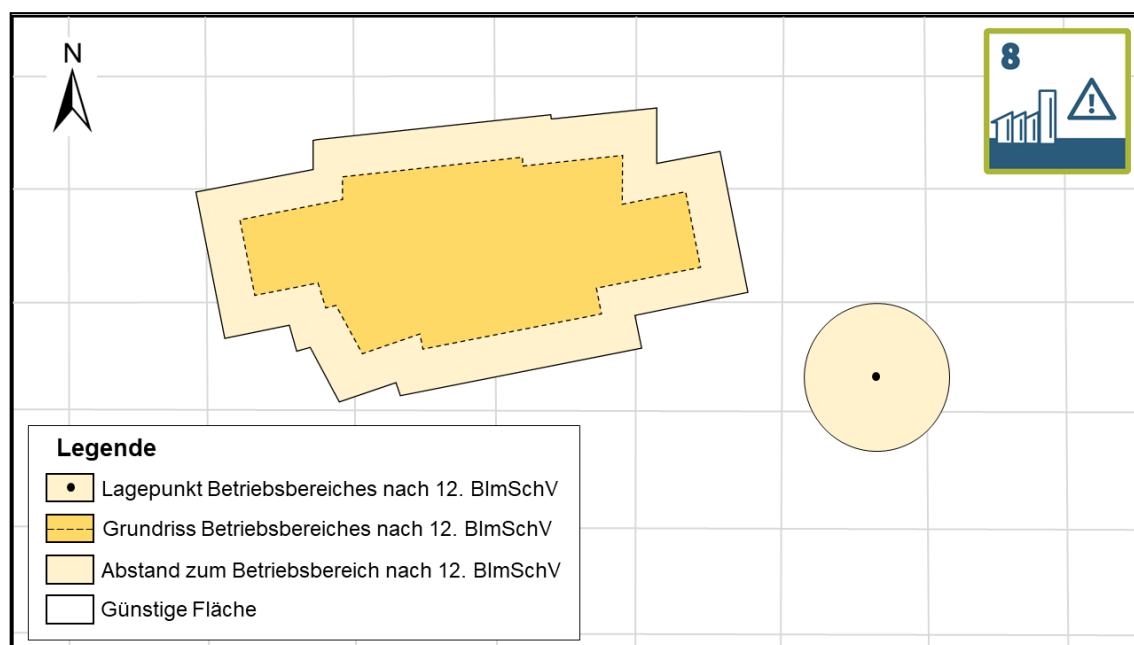 N
8
Legende
Lagepunkt Betriebsbereiches nach 12. BImSchV
Grundriss Betriebsbereiches nach 12. BImSchV
Abstand zum Betriebsbereich nach 12. BImSchV
Günstige Fläche